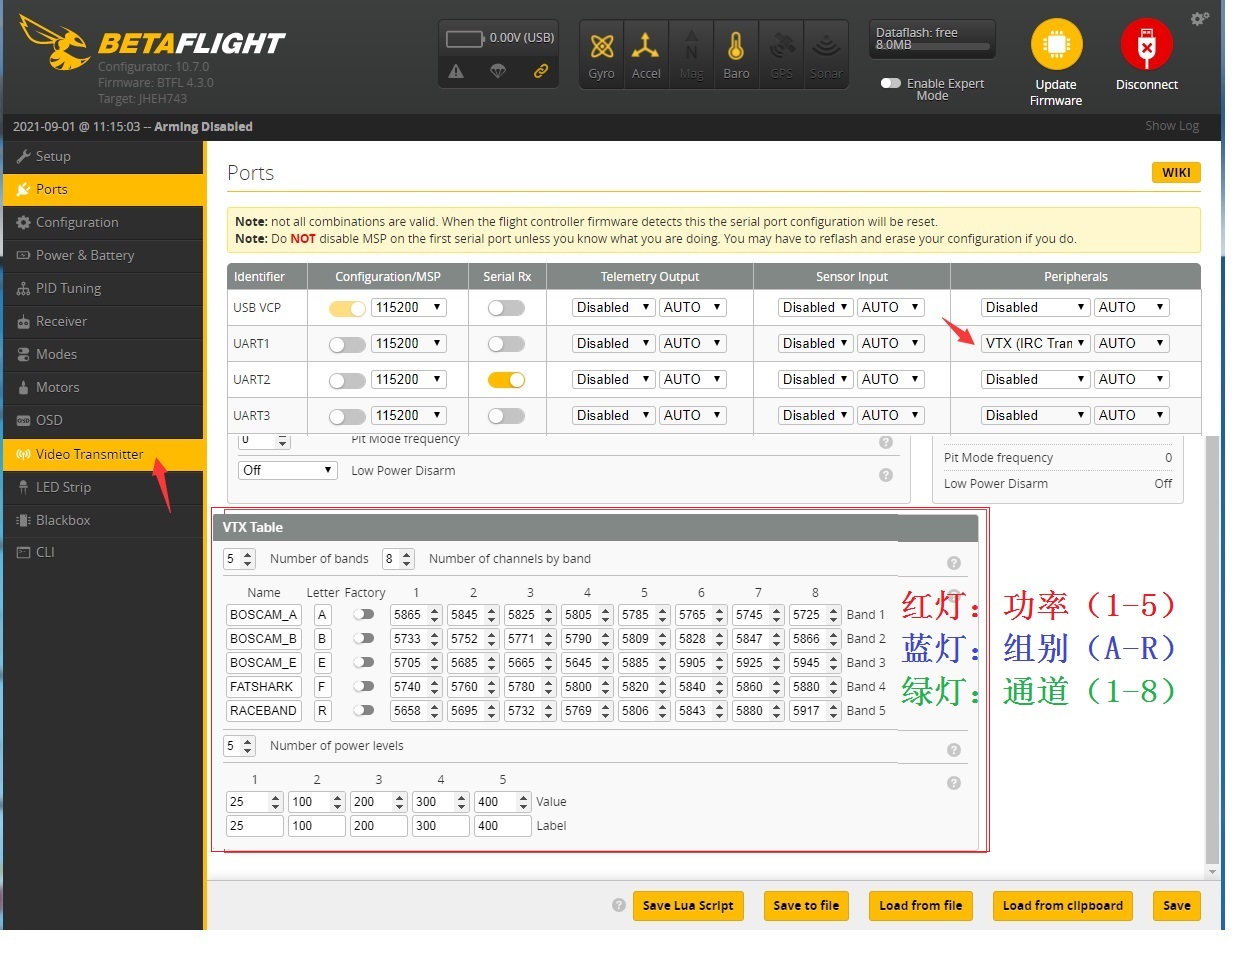 BETAFLIGHT
Configurator: 10.7.0
Firmware: BTFL 4.3.0
Target: JHEH743
0.00V (USB)
Gyro Accel Mag Baro GPS Sonar
Dataflash: free
8.0MB
Enable Expert
Mode
Update
Firmware
Disconnect
2021-09-01 @ 11:15:03 -- Arming Disabled
Show Log
Setup
Ports
Configuration
Power & Battery
PID Tuning
Receiver
Modes
Motors
OSD
Video Transmitter
LED Strip
Blackbox
CLI
Ports
WIKI
Note: not all combinations are valid. When the flight controller firmware detects this the serial port configuration will be reset.
Note: Do NOT disable MSP on the first serial port unless you know what you are doing. You may have to reflash and erase your configuration if you do.
Identifier Configuration/MSP Serial Rx Telemetry Output Sensor Input Peripherals
USB VCP 115200 Disabled AUTO Disabled AUTO Disabled AUTO
UART1 115200 Disabled AUTO Disabled AUTO VTX (IRC Tran AUTO
UART2 115200 Disabled AUTO Disabled AUTO Disabled AUTO
UART3 115200 Disabled AUTO Disabled AUTO Disabled AUTO
0 Pit Mode frequency
Off Low Power Disarm
Pit Mode frequency 0
Low Power Disarm Off
VTX Table
5 Number of bands 8 Number of channels by band
Name Letter Factory 1 2 3 4 5 6 7 8
BOSCAM_A A 5865 5845 5825 5805 5785 5765 5745 5725 Band 1
BOSCAM_B B 5733 5752 5771 5790 5809 5828 5847 5866 Band 2
BOSCAM_E E 5705 5685 5665 5645 5885 5905 5925 5945 Band 3
FATSHARK F 5740 5760 5780 5800 5820 5840 5860 5880 Band 4
RACEBAND R 5658 5695 5732 5769 5806 5843 5880 5917 Band 5
红灯：功率（1-5）
蓝灯：组别（A-R）
绿灯：通道（1-8）
5 Number of power levels
1 2 3 4 5
25 100 200 300 400 Value
25 100 200 300 400 Label
Save Lua Script
Save to file
Load from file
Load from clipboard
Save